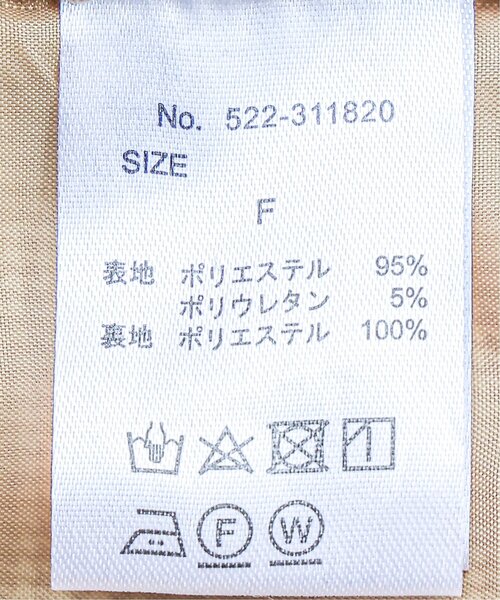 No. 522-311820
SIZE
F
表地 ポリエステル 95%
ポリウレタン 5%
裏地 ポリエステル 100%
F W